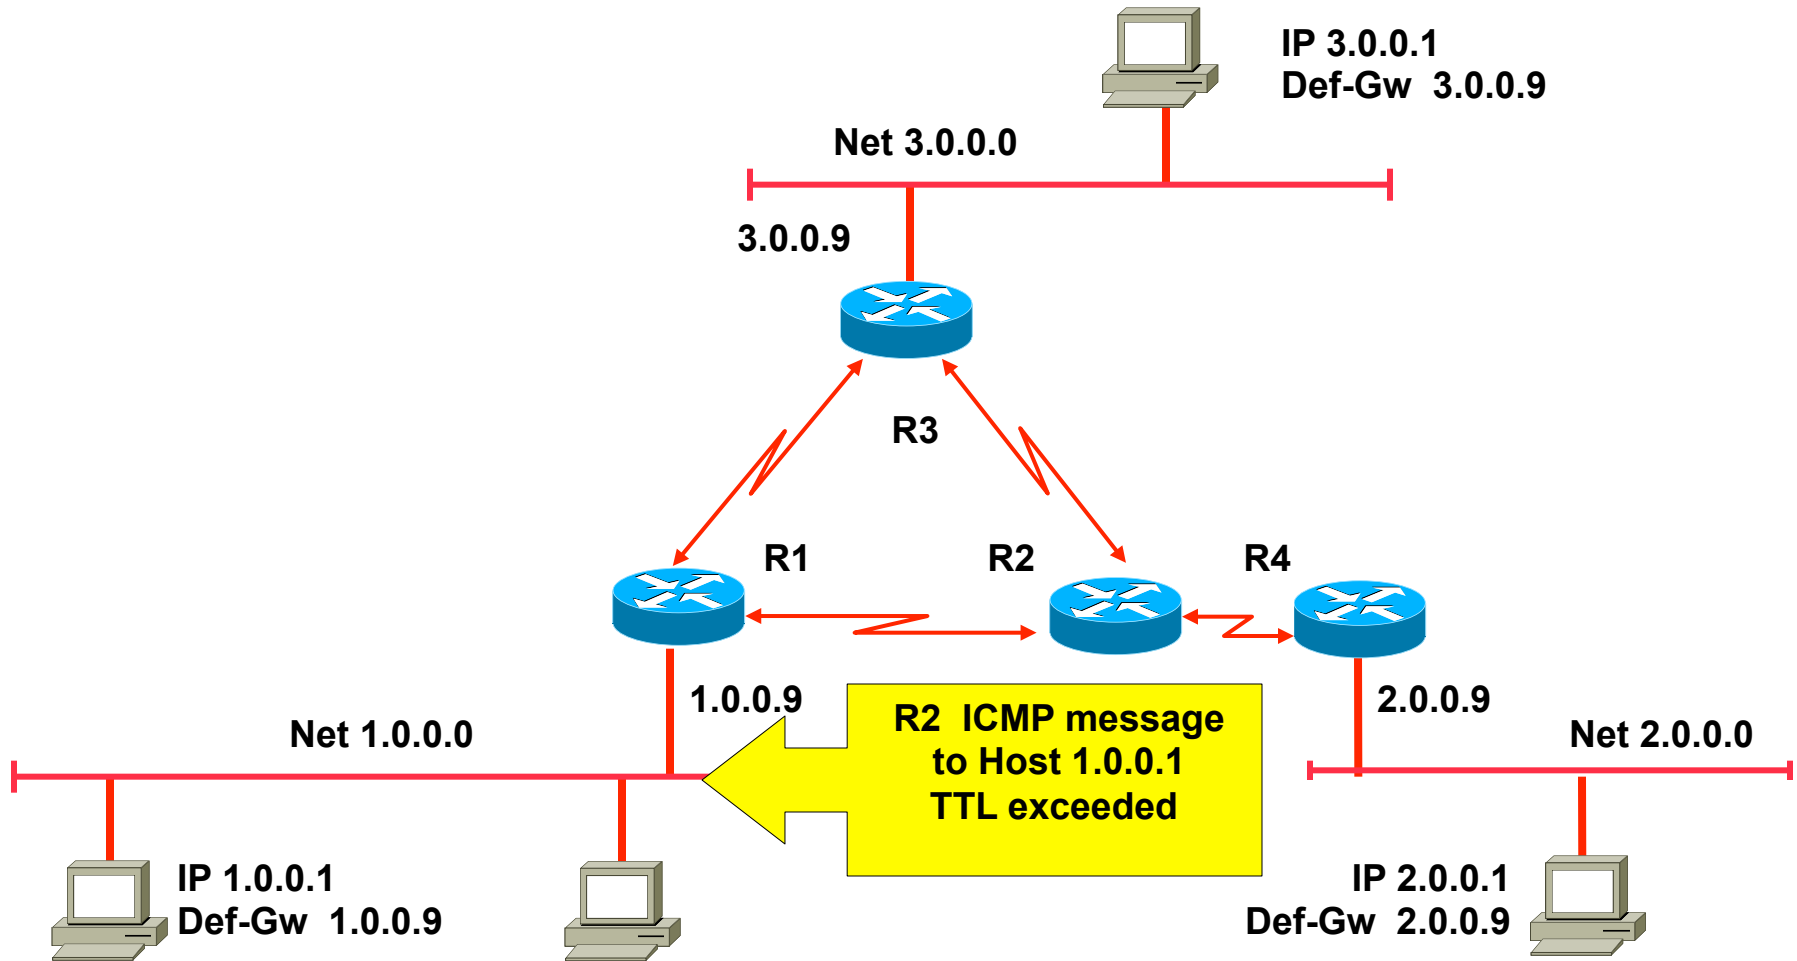 IP 3.0.0.1
Def-Gw 3.0.0.9
Net 3.0.0.0
3.0.0.9
R3
R1
R2
R4
1.0.0.9
R2 ICMP message
to Host 1.0.0.1
TTL exceeded
2.0.0.9
Net 1.0.0.0
Net 2.0.0.0
IP 1.0.0.1
Def-Gw 1.0.0.9
IP 2.0.0.1
Def-Gw 2.0.0.9